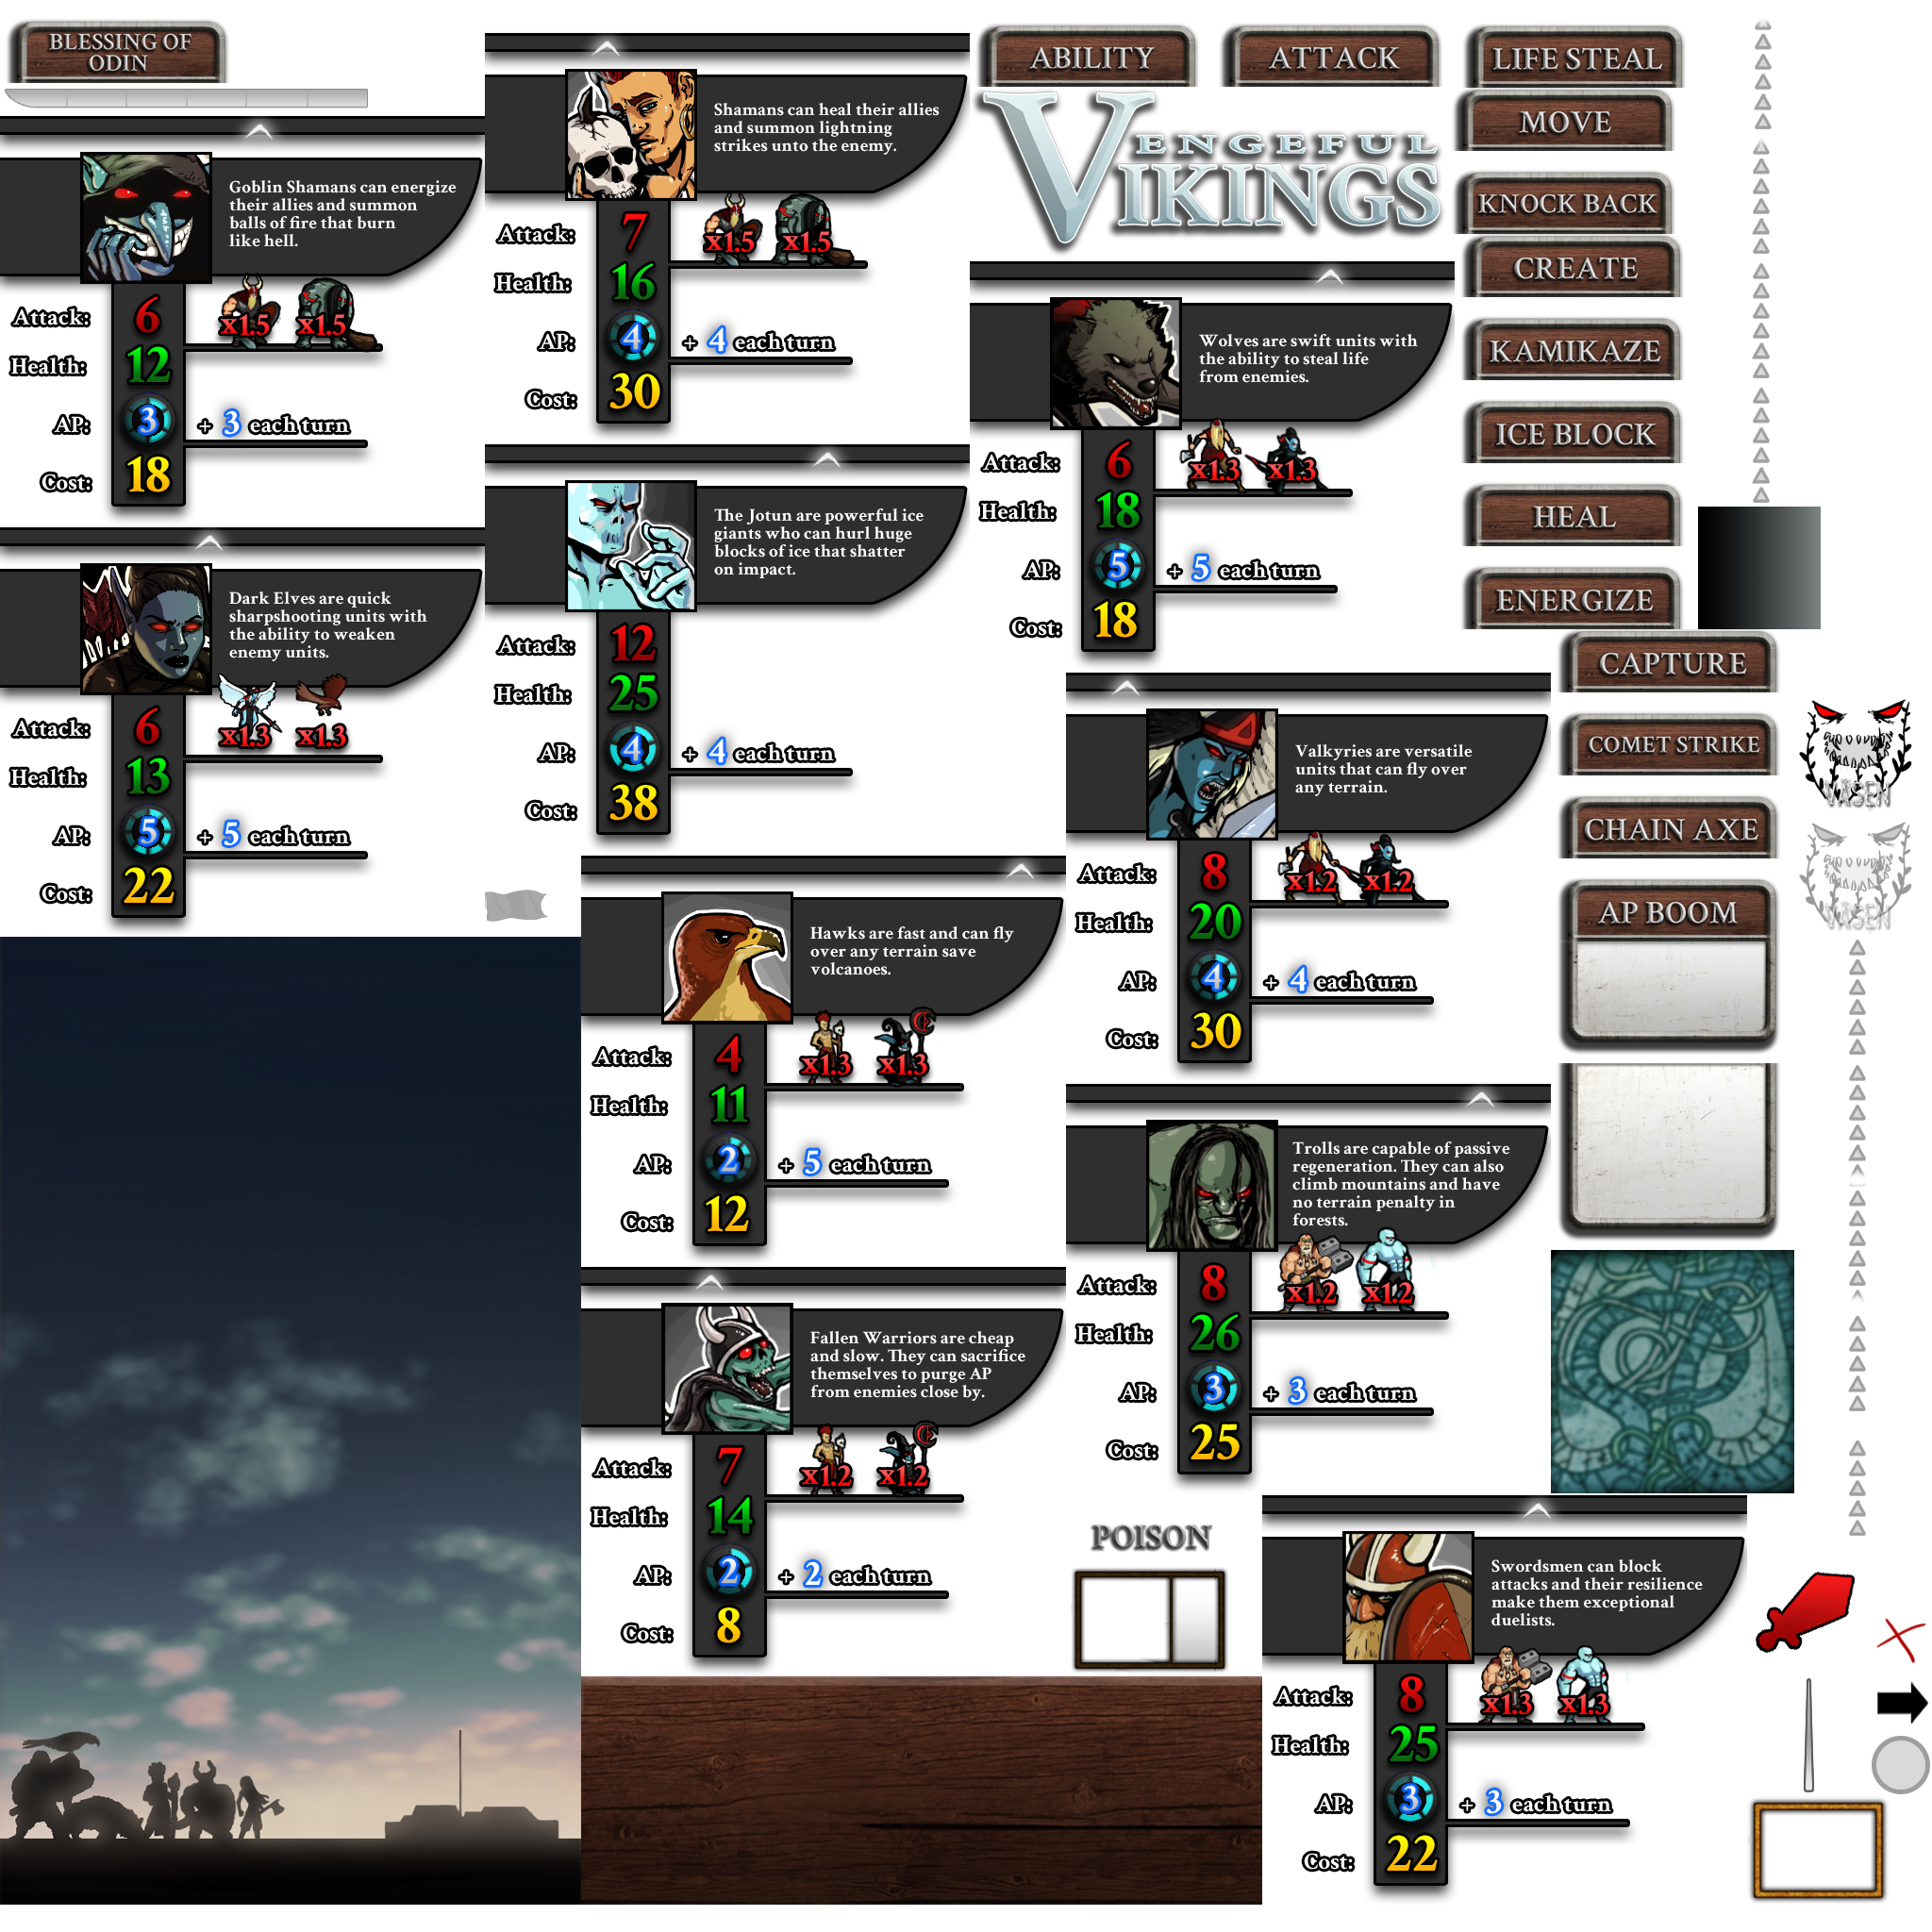 BLESSING OF
ODIN
Goblin Shamans can energize
their allies and summon
balls of fire that burn
like hell.
Attack: 6 x1.5 x1.5
Health: 12
AP: 3 + 3 each turn
Cost: 18
Dark Elves are quick
sharpshooting units with
the ability to weaken
enemy units.
Attack: 6 x1.3 x1.3
Health: 13
AP: 5 + 5 each turn
Cost: 22
Shamans can heal their allies
and summon lightning
strikes unto the enemy.
Attack: 7 x1.5 x1.5
Health: 16
AP: 4 + 4 each turn
Cost: 30
The Jotun are powerful ice
giants who can hurl huge
blocks of ice that shatter
on impact.
Attack: 12
Health: 25
AP: 4 + 4 each turn
Cost: 38
Hawks are fast and can fly
over any terrain save
volcanoes.
Attack: 4 x1.3 x1.3
Health: 11
AP: 2 + 5 each turn
Cost: 12
Fallen Warriors are cheap
and slow. They can sacrifice
themselves to purge AP
from enemies close by.
Attack: 7 x1.2 x1.2
Health: 14
AP: 2 + 2 each turn
Cost: 8
ABILITY
ATTACK
VENGEFUL
VIKINGS
Wolves are swift units with
the ability to steal life
from enemies.
Attack: 6 x1.3 x1.3
Health: 18
AP: 5 + 5 each turn
Cost: 18
Valkyries are versatile
units that can fly over
any terrain.
Attack: 8 x1.2 x1.2
Health: 20
AP: 4 + 4 each turn
Cost: 30
Trolls are capable of passive
regeneration. They can also
climb mountains and have
no terrain penalty in
forests.
Attack: 8 x1.2 x1.2
Health: 26
AP: 3 + 3 each turn
Cost: 25
POISON
Swordsmen can block
attacks and their resilience
make them exceptional
duelists.
Attack: 8 x1.3 x1.3
Health: 25
AP: 3 + 3 each turn
Cost: 22
LIFE STEAL
MOVE
KNOCK BACK
CREATE
KAMIKAZE
ICE BLOCK
HEAL
ENERGIZE
CAPTURE
COMET STRIKE
CHAIN AXE
AP BOOM